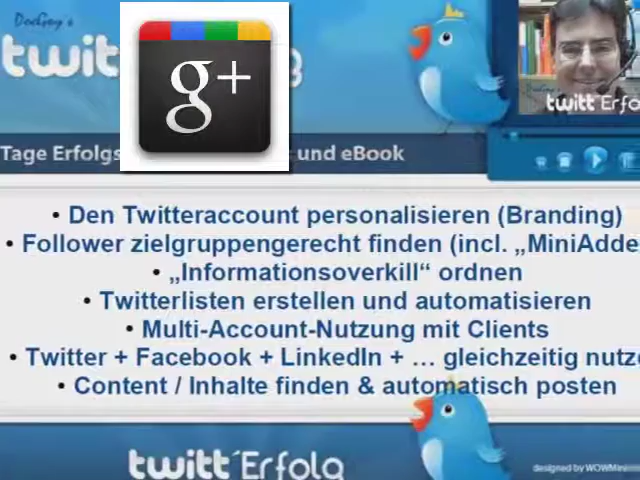 DocGoy's
twitt
g
g+
twitt´Erfo
Tage Erfolgs
und eBook
• Den Twitteraccount personalisieren (Branding)
• Follower zielgruppengerecht finden (incl. „MiniAdde
• „Informationsoverkill“ ordnen
• Twitterlisten erstellen und automatisieren
• Multi-Account-Nutzung mit Clients
• Twitter + Facebook + LinkedIn + … gleichzeitig nutze
• Content / Inhalte finden & automatisch posten
twitt´Erfolg
designed by WOWMinim